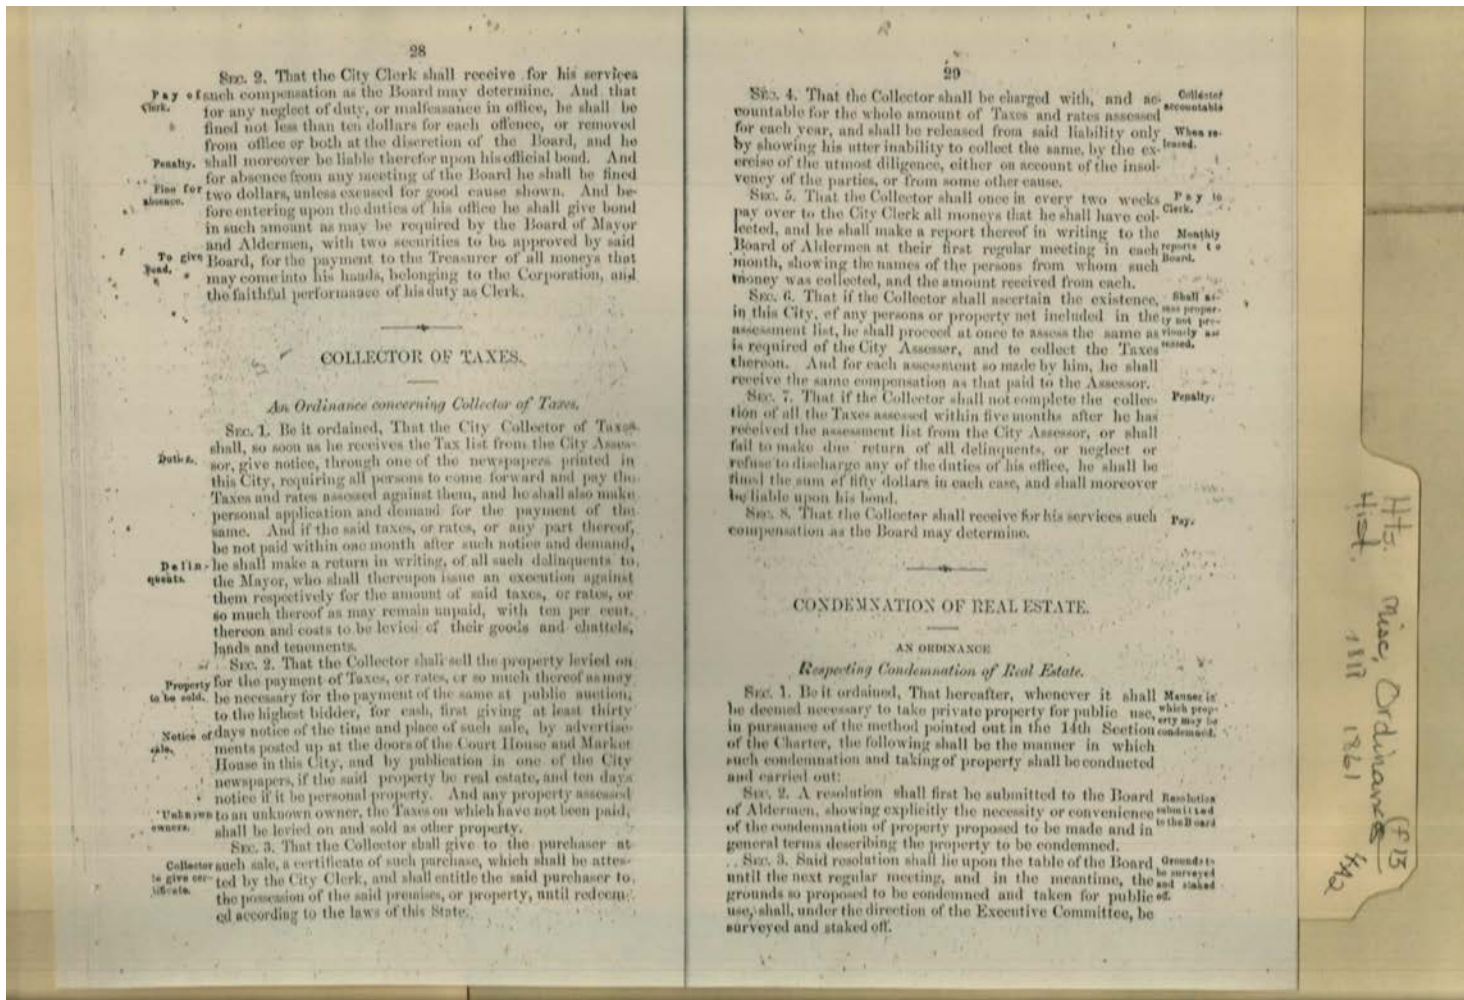 28
SEC. 2. That the City Clerk shall receive for his services
Pay of such compensation as the Board may determine. And that
Clerk. for any neglect of duty, or malfeasance in office, he shall be
fined not less than ten dollars for each offence, or removed
from office or both at the discretion of the Board, and he
Penalty. shall moreover be liable therefor upon his official bond. And
for absence from any meeting of the Board he shall be fined
Fine for two dollars, unless excused for good cause shown. And be-
absence. fore entering upon the duties of his office he shall give bond
in such amount as may be required by the Board of Mayor
and Aldermen, with two securities to be approved by said
To give Board, for the payment to the Treasurer of all moneys that
bond. may come into his hands, belonging to the Corporation, and
the faithful performance of his duty as Clerk.
COLLECTOR OF TAXES.
An Ordinance concerning Collector of Taxes.
SEC. 1. Be it ordained, That the City Collector of Taxes
shall, so soon as he receives the Tax list from the City Asses-
Duties. sor, give notice, through one of the newspapers printed in
this City, requiring all persons to come forward and pay the
Taxes and rates assessed against them, and he shall also make
personal application and demand for the payment of the
same. And if the said taxes, or rates, or any part thereof,
be not paid within one month after such notice and demand,
Delin- he shall make a return in writing, of all such delinquents to
quents. the Mayor, who shall thereupon issue an execution against
them respectively for the amount of said taxes, or rates, or
so much thereof as may remain unpaid, with ten per cent.
thereon and costs to be levied of their goods and chattels,
lands and tenements.
SEC. 2. That the Collector shall sell the property levied on
Property for the payment of Taxes, or rates, or so much thereof as may
to be sold. be necessary for the payment of the same at public auction,
to the highest bidder, for cash, first giving at least thirty
Notice of days notice of the time and place of such sale, by advertise-
sale. ments posted up at the doors of the Court House and Market
House in this City, and by publication in one of the City
newspapers, if the said property be real estate, and ten days
notice if it be personal property. And any property assessed
Unknown to an unknown owner, the Taxes on which have not been paid,
owners. shall be levied on and sold as other property.
SEC. 3. That the Collector shall give to the purchaser at
Collector such sale, a certificate of such purchase, which shall be attes-
to give cer- ted by the City Clerk, and shall entitle the said purchaser to
tificate. the possession of the said premises, or property, until redeem-
ed according to the laws of this State.
29
SEC. 4. That the Collector shall be charged with, and ac- Collector
countable for the whole amount of Taxes and rates assessed accountable
for each year, and shall be released from said liability only When re-
by showing his utter inability to collect the same, by the ex- leased.
ercise of the utmost diligence, either on account of the insol-
vency of the parties, or from some other cause.
SEC. 5. That the Collector shall once in every two weeks Pay to
pay over to the City Clerk all moneys that he shall have col- Clerk.
lected, and he shall make a report thereof in writing to the Monthly
Board of Aldermen at their first regular meeting in each reports to
month, showing the names of the persons from whom such Board.
money was collected, and the amount received from each.
SEC. 6. That if the Collector shall ascertain the existence, Shall as-
in this City, of any persons or property not included in the sess proper-
assessment list, he shall proceed at once to assess the same as ty not pre-
is required of the City Assessor, and to collect the Taxes viously as-
thereon. And for each assessment so made by him, he shall sessed.
receive the same compensation as that paid to the Assessor.
SEC. 7. That if the Collector shall not complete the collec- Penalty.
tion of all the Taxes assessed within five months after he has
received the assessment list from the City Assessor, or shall
fail to make due return of all delinquents, or neglect or
refuse to discharge any of the duties of his office, he shall be
fined the sum of fifty dollars in each case, and shall moreover
be liable upon his bond.
SEC. 8. That the Collector shall receive for his services such Pay.
compensation as the Board may determine.
CONDEMNATION OF REAL ESTATE.
AN ORDINANCE
Respecting Condemnation of Real Estate.
SEC. 1. Be it ordained, That hereafter, whenever it shall Manner in
be deemed necessary to take private property for public use, which prop-
in pursuance of the method pointed out in the 14th Section erty may be
of the Charter, the following shall be the manner in which condemned.
such condemnation and taking of property shall be conducted
and carried out:
SEC. 2. A resolution shall first be submitted to the Board Resolution
of Aldermen, showing explicitly the necessity or convenience submitted
of the condemnation of property proposed to be made and in to the Board
general terms describing the property to be condemned.
SEC. 3. Said resolution shall lie upon the table of the Board Grounds to
until the next regular meeting, and in the meantime, the be surveyed
grounds so proposed to be condemned and taken for public and staked
use, shall, under the direction of the Executive Committee, be off.
surveyed and staked off.
Hts. Misc. Ordinances (f 13
Hist. 1817 1861 1/42